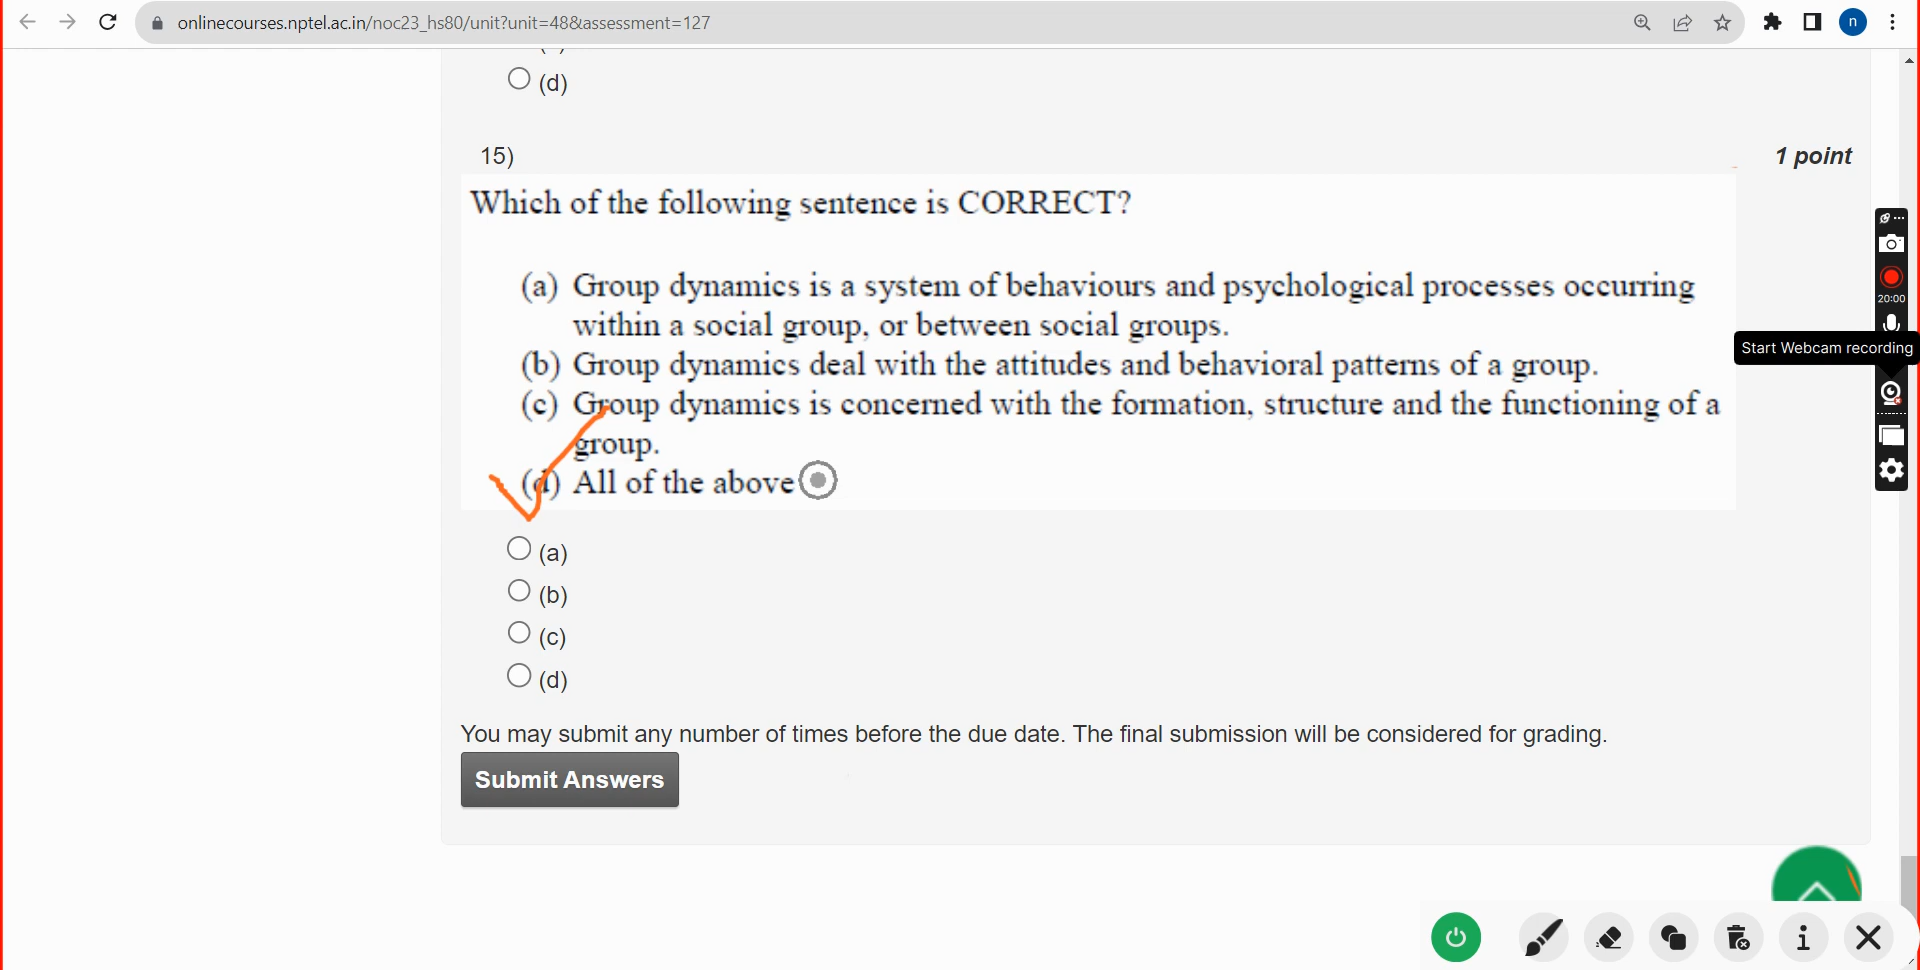 onlinecourses.nptel.ac.in/noc23_hs80/unit?unit=48&assessment=127
n
(d)
15)
1 point
Which of the following sentence is CORRECT?
(a) Group dynamics is a system of behaviours and psychological processes occurring
within a social group, or between social groups.
(b) Group dynamics deal with the attitudes and behavioral patterns of a group.
(c) Group dynamics is concerned with the formation, structure and the functioning of a
group.
(d) All of the above
20:00
Start Webcam recording
(a)
(b)
(c)
(d)
You may submit any number of times before the due date. The final submission will be considered for grading.
Submit Answers